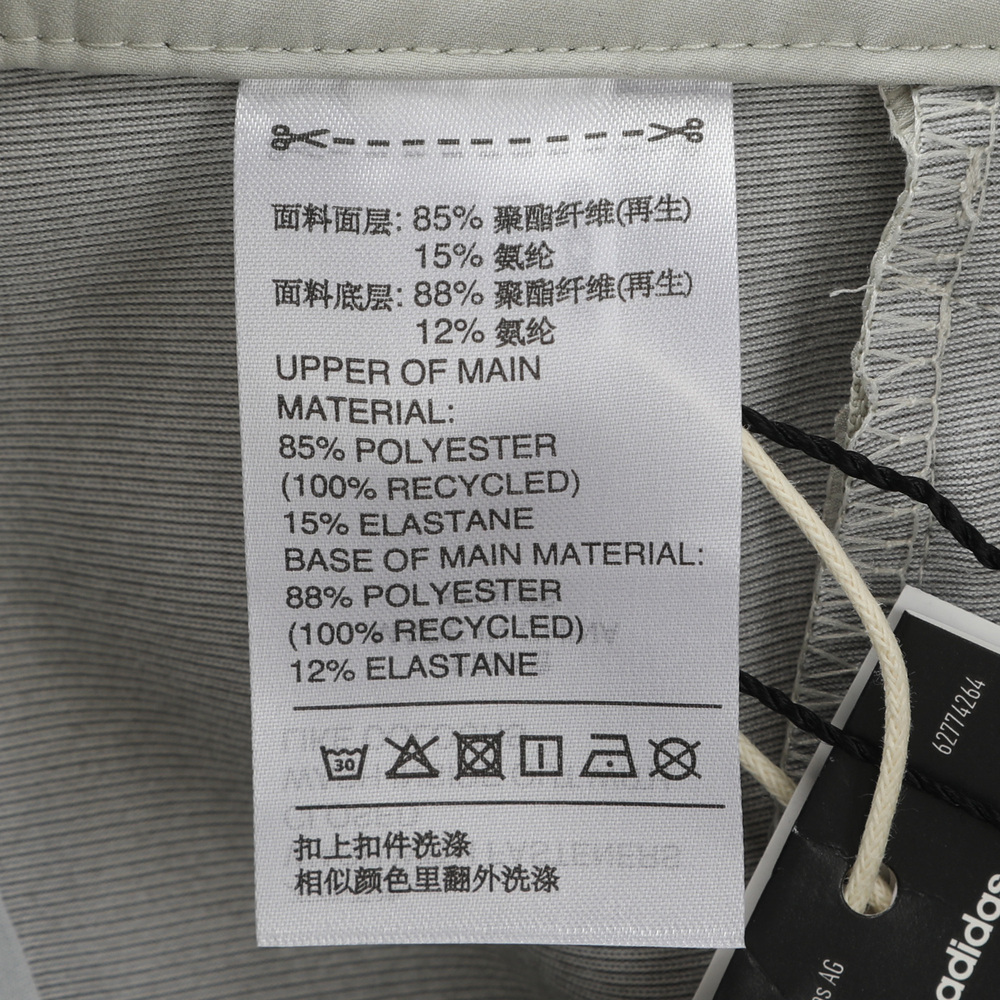 面料面层: 85% 聚酯纤维(再生)
15% 氨纶
面料底层: 88% 聚酯纤维(再生)
12% 氨纶
UPPER OF MAIN
MATERIAL:
85% POLYESTER
(100% RECYCLED)
15% ELASTANE
BASE OF MAIN MATERIAL:
88% POLYESTER
(100% RECYCLED)
12% ELASTANE
30
扣上扣件洗涤
相似颜色里翻外洗涤
62774264
adidas
AG